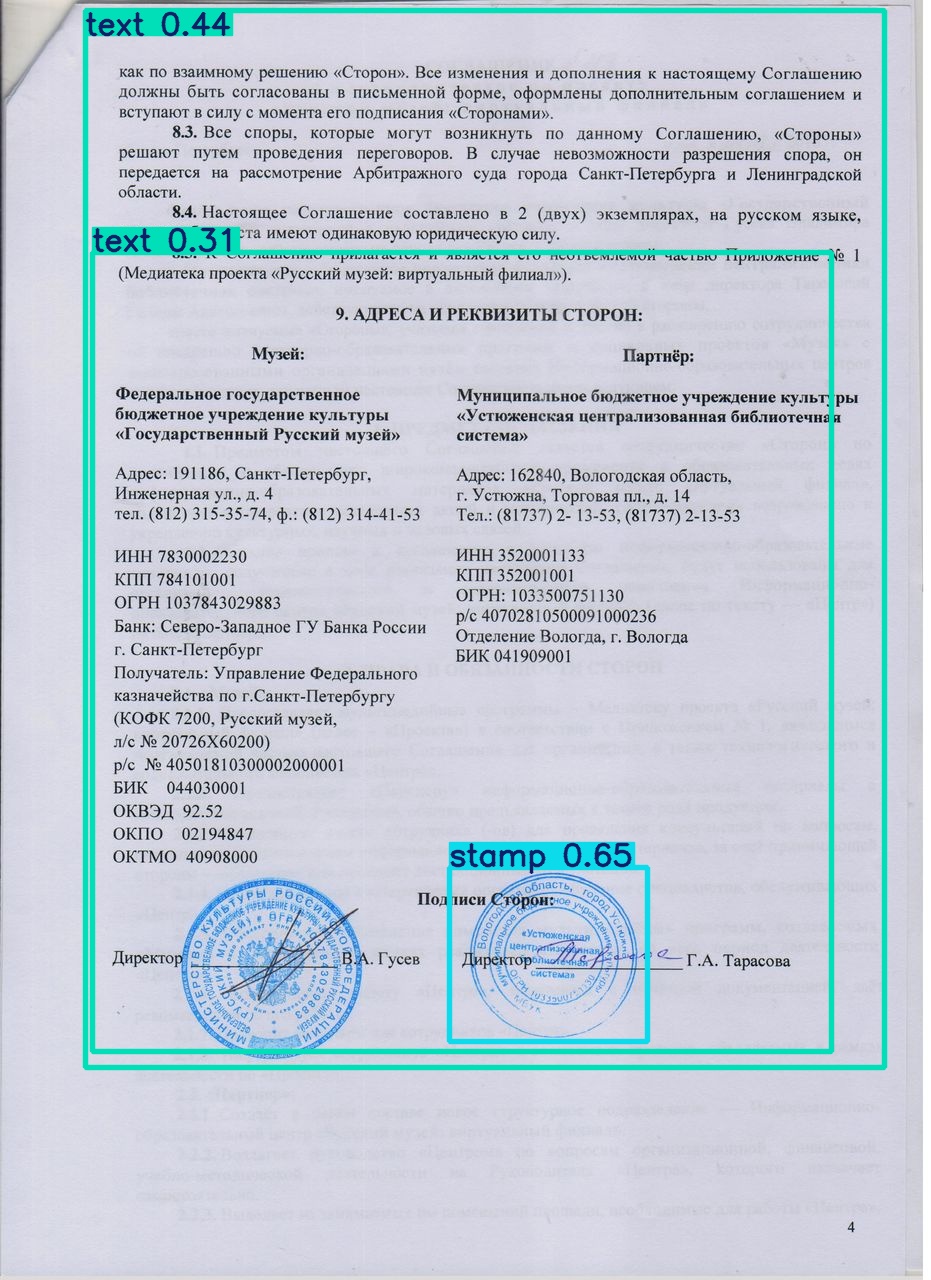 text 0.44
как по взаимному решению «Сторон». Все изменения и дополнения к настоящему Соглашению
должны быть согласованы в письменной форме, оформлены дополнительным соглашением и
вступают в силу с момента его подписания «Сторонами».
8.3. Все споры, которые могут возникнуть по данному Соглашению, «Стороны»
решают путем проведения переговоров. В случае невозможности разрешения спора, он
передается на рассмотрение Арбитражного суда города Санкт-Петербурга и Ленинградской
области.
8.4. Настоящее Соглашение составлено в 2 (двух) экземплярах, на русском языке,
text 0.31
имеют одинаковую юридическую силу.
8.5. К Соглашению прилагается и является его неотъемлемой частью Приложение № 1
(Медиатека проекта «Русский музей: виртуальный филиал»).
9. АДРЕСА И РЕКВИЗИТЫ СТОРОН:
Музей:
Федеральное государственное
бюджетное учреждение культуры
«Государственный Русский музей»
Адрес: 191186, Санкт-Петербург,
Инженерная ул., д. 4
тел. (812) 315-35-74, ф.: (812) 314-41-53
ИНН 7830002230
КПП 784101001
ОГРН 1037843029883
Банк: Северо-Западное ГУ Банка России
г. Санкт-Петербург
Получатель: Управление Федерального
казначейства по г.Санкт-Петербургу
(КОФК 7200, Русский музей,
л/с № 20726Х60200)
р/с № 40501810300002000001
БИК 044030001
ОКВЭД 92.52
ОКПО 02194847
ОКТМО 40908000
Партнёр:
Муниципальное бюджетное учреждение культуры
«Устюженская централизованная библиотечная
система»
Адрес: 162840, Вологодская область,
г. Устюжна, Торговая пл., д. 14
Тел.: (81737) 2- 13-53, (81737) 2-13-53
ИНН 3520001133
КПП 352001001
ОГРН: 1033500751130
р/с 40702810500091000236
Отделение Вологда, г. Вологда
БИК 041909001
stamp 0.65
Подписи Сторон:
Директор В.А. Гусев
Директор Г.А. Тарасова
МИНИСТЕРСТВО КУЛЬТУРЫ РОССИЙСКОЙ ФЕДЕРАЦИИ
Вологодская область, город Устюжна
«Устюженская
централизованная
библиотечная
система»
ОГРН 1033500751130
4